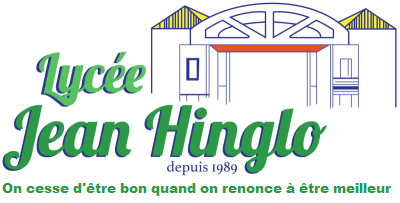 Lycée
Jean Hinglo
depuis 1989
On cesse d'être bon quand on renonce à être meilleur